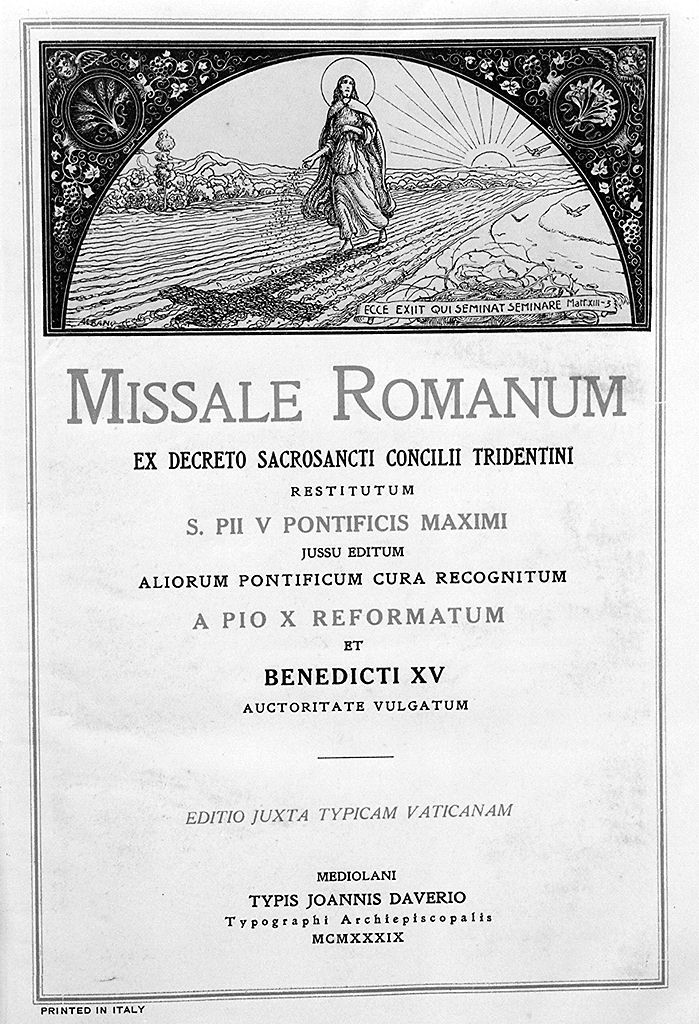 ECCE EXIIT QUI SEMINAT SEMINARE Matt.XIII-3
MISSALE ROMANUM
EX DECRETO SACROSANCTI CONCILII TRIDENTINI
RESTITUTUM
S. PII V PONTIFICIS MAXIMI
JUSSU EDITUM
ALIORUM PONTIFICUM CURA RECOGNITUM
A PIO X REFORMATUM
ET
BENEDICTI XV
AUCTORITATE VULGATUM
EDITIO JUXTA TYPICAM VATICANAM
MEDIOLANI
TYPIS JOANNIS DAVERIO
Typographi Archiepiscopalis
MCMXXXIX
PRINTED IN ITALY